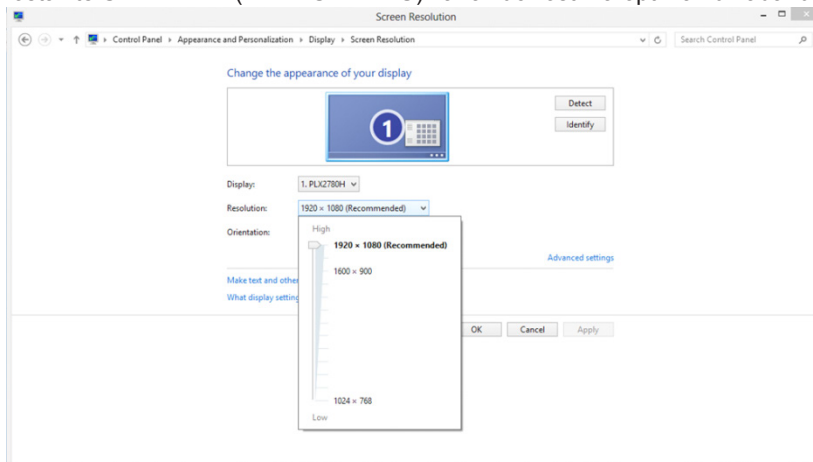 Screen Resolution
Control Panel Appearance and Personalization Display Screen Resolution
Search Control Panel
Change the appearance of your display
1
Detect
Identify
Display: 1. PLX2780H
Resolution: 1920 × 1080 (Recommended)
Orientation:
High
1920 × 1080 (Recommended)
1600 × 900
1024 × 768
Low
Advanced settings
Make text and other
What display setting
OK Cancel Apply